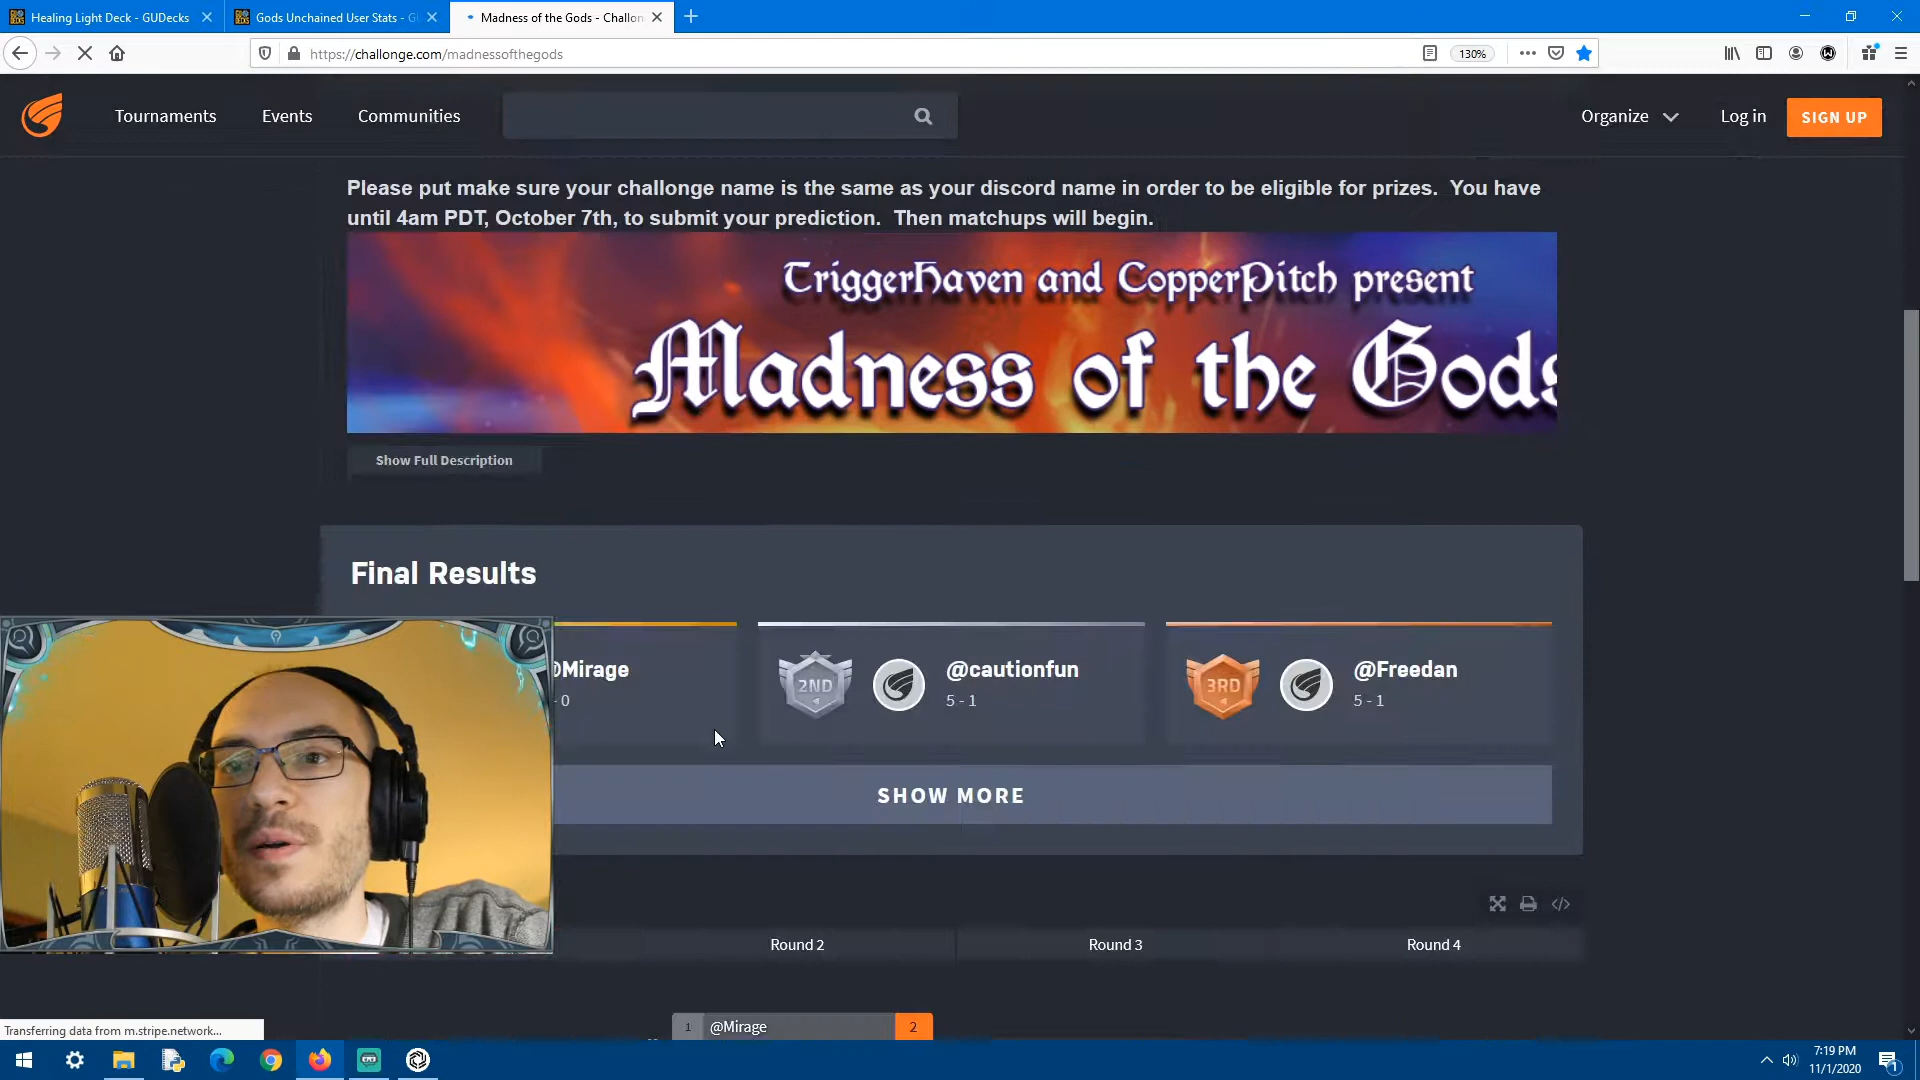 Healing Light Deck - GUDecks
Gods Unchained User Stats - G
Madness of the Gods - Challon
https://challonge.com/madnessofthegods
130%
Tournaments
Events
Communities
Organize
Log in
SIGN UP
Please put make sure your challonge name is the same as your discord name in order to be eligible for prizes. You have
until 4am PDT, October 7th, to submit your prediction. Then matchups will begin.
TriggerHaven and CopperPitch present
Madness of the Gods
Show Full Description
Final Results
@Mirage
- 0
2ND
@cautionfun
5 - 1
3RD
@Freedan
5 - 1
SHOW MORE
Round 2
Round 3
Round 4
1
@Mirage
2
Transferring data from m.stripe.network...
7:19 PM
11/1/2020
1